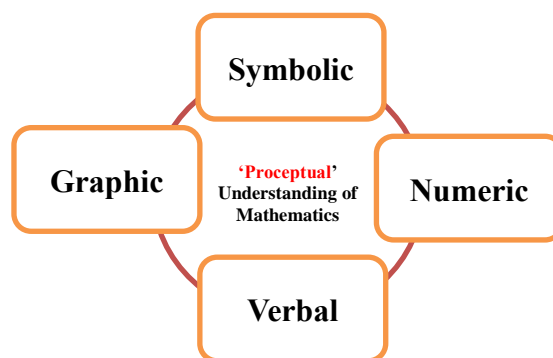 Symbolic
Graphic
‘Proceptual’
Understanding of
Mathematics
Numeric
Verbal